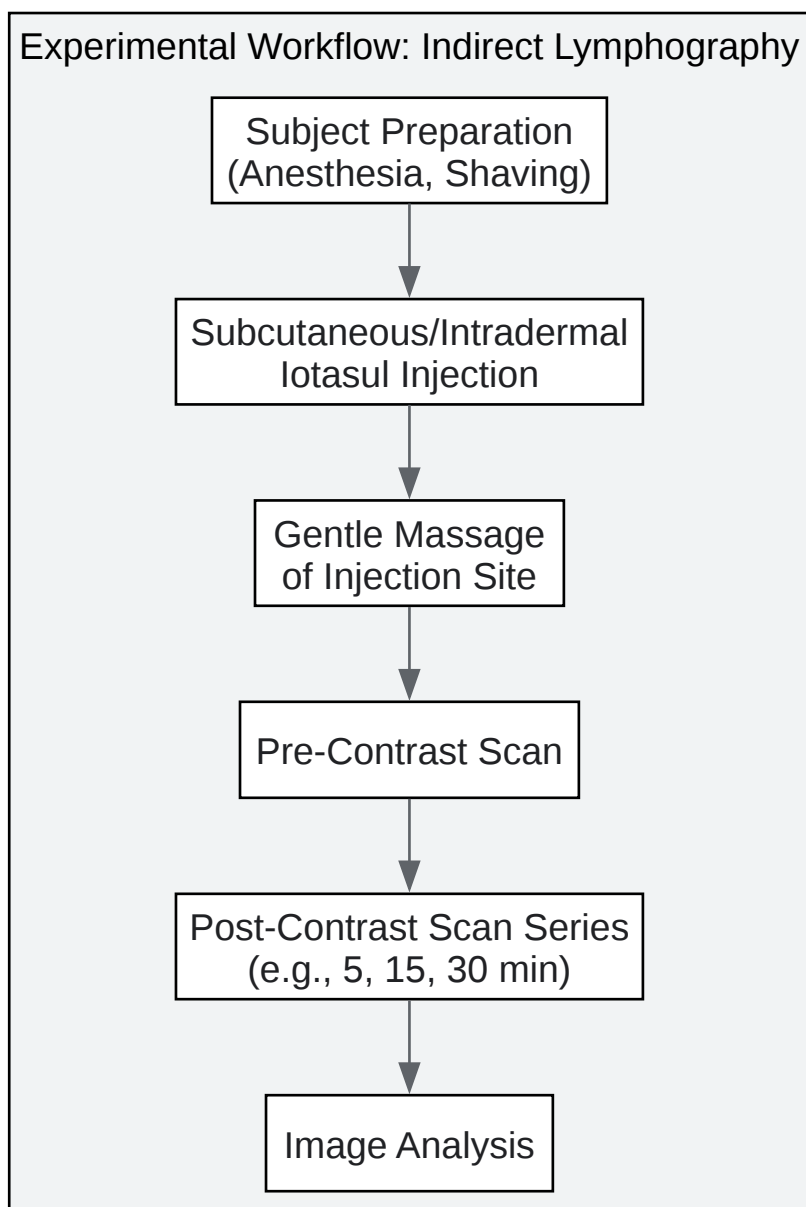 Experimental Workflow: Indirect Lymphography
Subject Preparation
(Anesthesia, Shaving)
Subcutaneous/Intradermal
Iotasul Injection
Gentle Massage
of Injection Site
Pre-Contrast Scan
Post-Contrast Scan Series
(e.g., 5, 15, 30 min)
Image Analysis